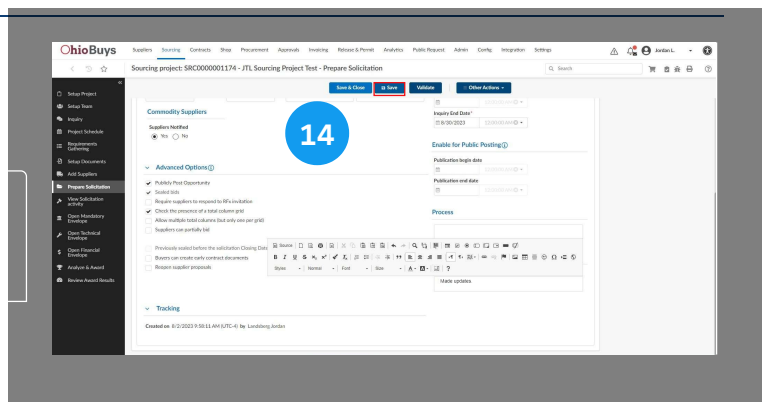 OhioBuys
Suppliers Sourcing Contracts Shop Procurement Approvals Invoicing Release & Permit Analytics Public Request Admin Config Integration Settings
Jordan L.
Sourcing project: SRC0000001174 - JTL Sourcing Project Test - Prepare Solicitation
Search
Save & Close Save Validate Other Actions
Setup Project
Setup Team
Inquiry
Project Schedule
Requirements Gathering
Setup Documents
Add Suppliers
Prepare Solicitation
View Solicitation activity
Open Mandatory Envelope
Open Technical Envelope
Open Financial Envelope
Analyze & Award
Review Award Results
Commodity Suppliers
Suppliers Notified
Yes No
14
Advanced Options
Publicly Post Opportunity
Sealed bids
Require suppliers to respond to RFx invitation
Check the presence of a total column grid
Allow multiple total columns (but only one per grid)
Suppliers can partially bid
Previously sealed before the solicitation Closing Date
Buyers can create early contract documents
Reopen supplier proposals
Tracking
Created on 8/2/2023 9:58:11 AM (UTC-4) by Landsberg Jordan
Inquiry End Date*
8/30/2023 12:00:00 AM
Enable for Public Posting
Publication begin date
Publication end date
Process
Source
B I U S x₂ x²
Styles Normal Font Size A A ?
Made updates